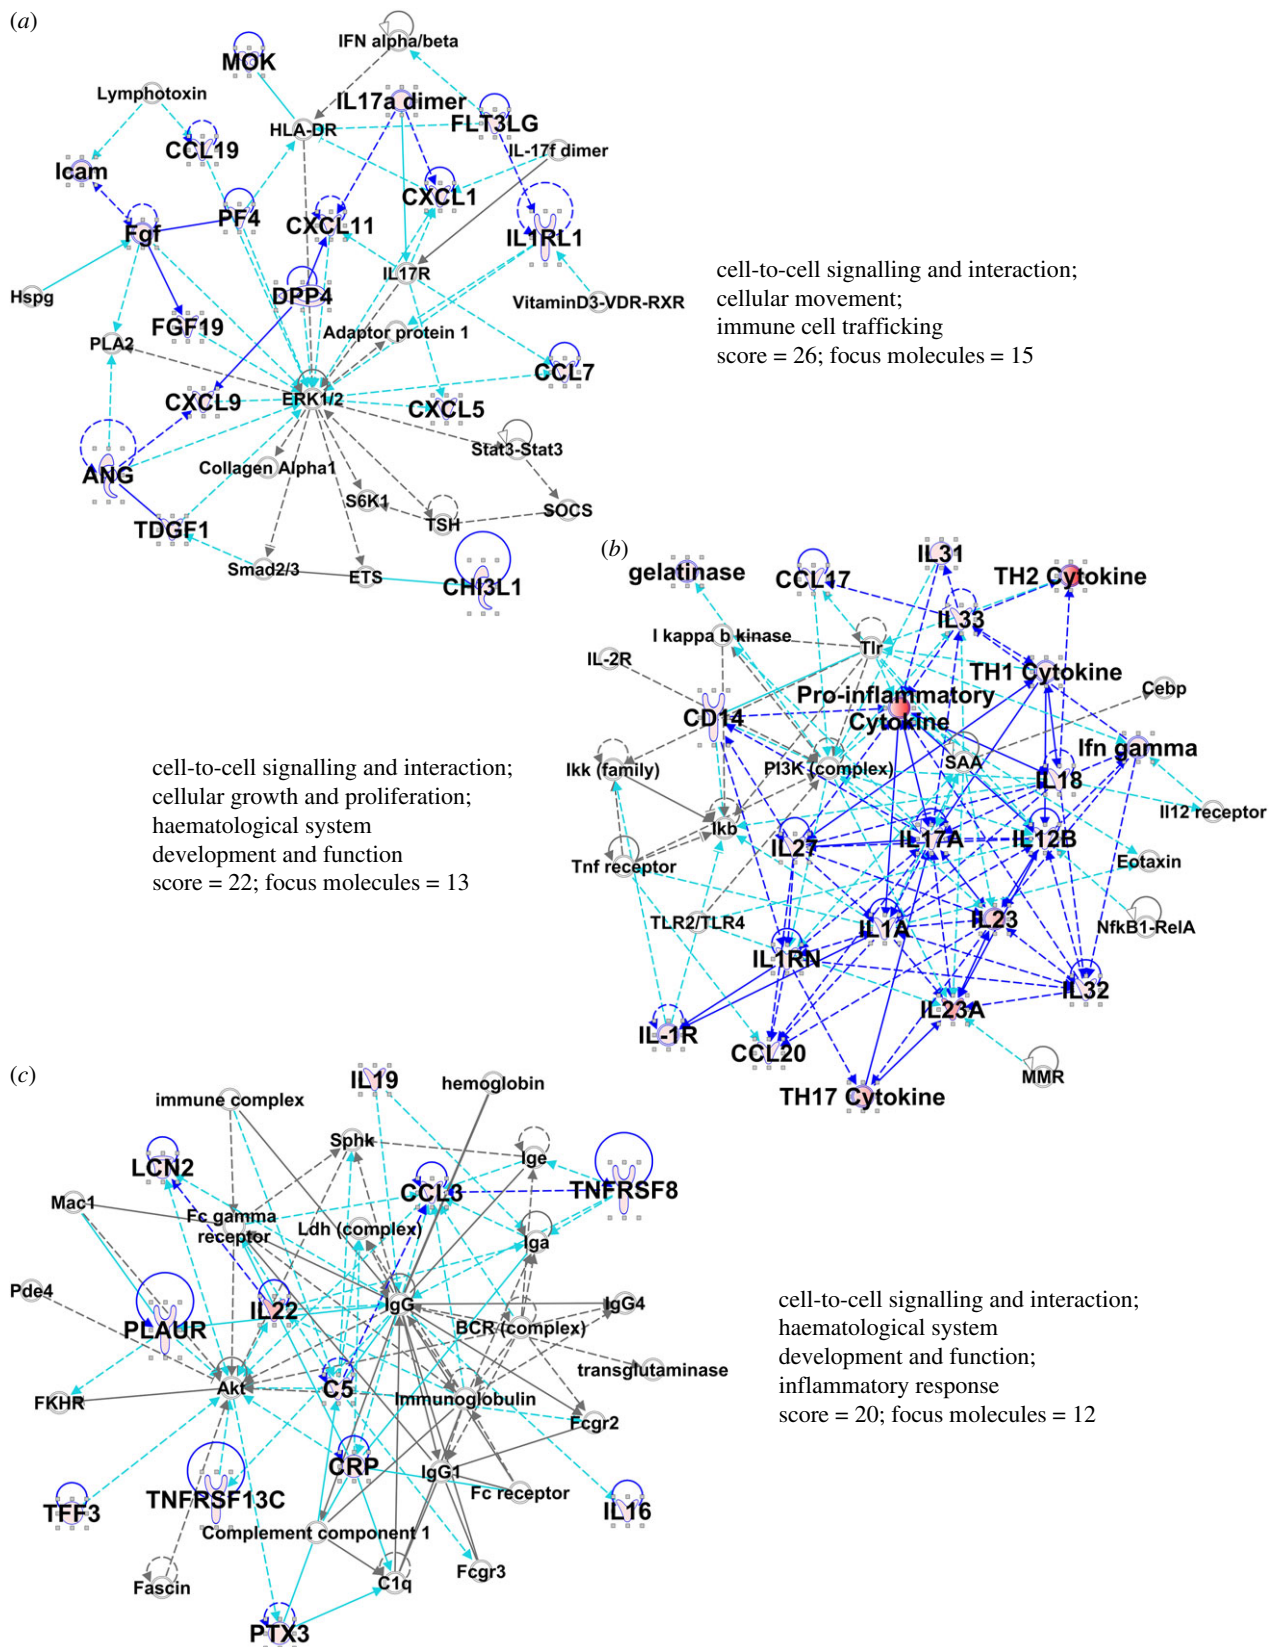 (a)
IFN alpha/beta
MOK
Lymphotoxin
IL17a dimer
HLA-DR
FLT3LG
CCL19
IL-17f dimer
Icam
CXCL1
PF4
CXCL11
Fgf
IL1RL1
IL17R
Hspg
DPP4
VitaminD3-VDR-RXR
FGF19
Adaptor protein 1
PLA2
CCL7
CXCL9
ERK1/2
CXCL5
Stat3-Stat3
Collagen Alpha1
ANG
S6K1
SOCS
TSH
TDGF1
Smad2/3
ETS
CHI3L1
cell-to-cell signalling and interaction;
cellular movement;
immune cell trafficking
score = 26; focus molecules = 15
(b)
IL31
gelatinase
CCL17
TH2 Cytokine
IL33
I kappa b kinase
Tlr
IL-2R
TH1 Cytokine
Cebp
Pro-inflammatory
Cytokine
CD14
Ifn gamma
Ikk (family)
PI3K (complex)
SAA
IL18
Il12 receptor
Ikb
IL27
IL17A
IL12B
Tnf receptor
Eotaxin
TLR2/TLR4
IL1A
IL23
NfkB1-RelA
IL1RN
IL32
IL23A
IL-1R
CCL20
MMR
TH17 Cytokine
cell-to-cell signalling and interaction;
cellular growth and proliferation;
haematological system
development and function
score = 22; focus molecules = 13
(c)
IL19
hemoglobin
immune complex
Sphk
Ige
LCN2
CCL3
TNFRSF8
Mac1
Fc gamma
receptor
Ldh (complex)
Iga
Pde4
IL22
IgG
IgG4
PLAUR
BCR (complex)
transglutaminase
Akt
C5
Immunoglobulin
FKHR
Fcgr2
CRP
IgG1
TNFRSF13C
Fc receptor
TFF3
IL16
Complement component 1
Fcgr3
Fascin
C1q
PTX3
cell-to-cell signalling and interaction;
haematological system
development and function;
inflammatory response
score = 20; focus molecules = 12